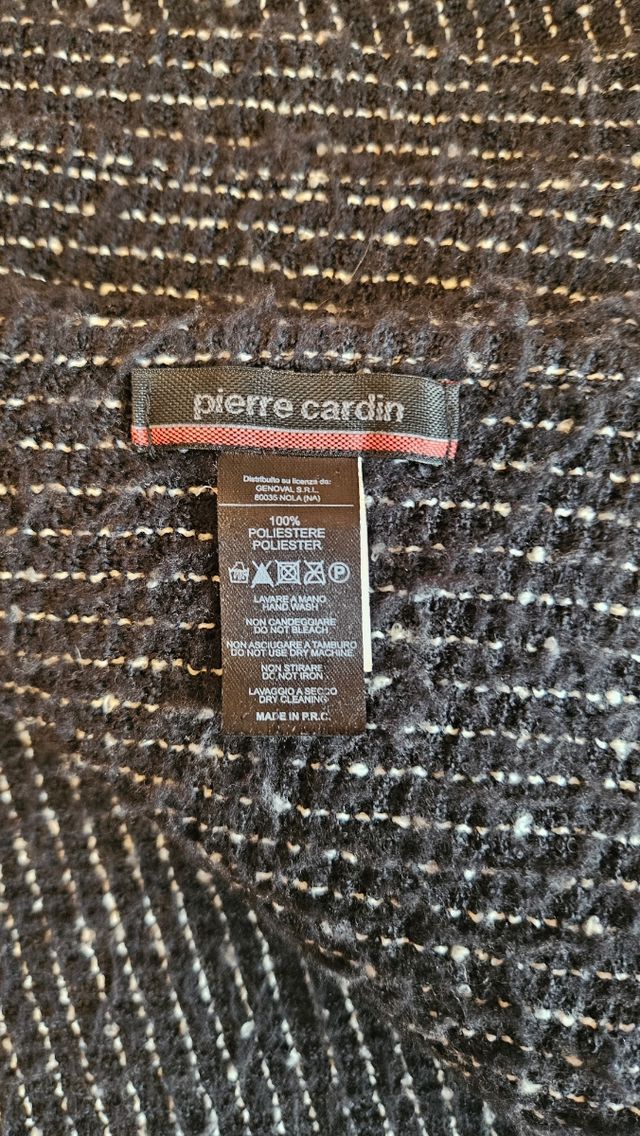 pierre cardin
Distribuito su licenza da:
GENOVAL S.R.L.
80035 NOLA (NA)
100%
POLIESTERE
POLIESTER
P
LAVARE A MANO
HAND WASH
NON CANDEGGIARE
DO NOT BLEACH
NON ASCIUGARE A TAMBURO
DO NOT USE DRY MACHINE
NON STIRARE
DO NOT IRON
LAVAGGIO A SECCO
DRY CLEANING
MADE IN P.R.C.